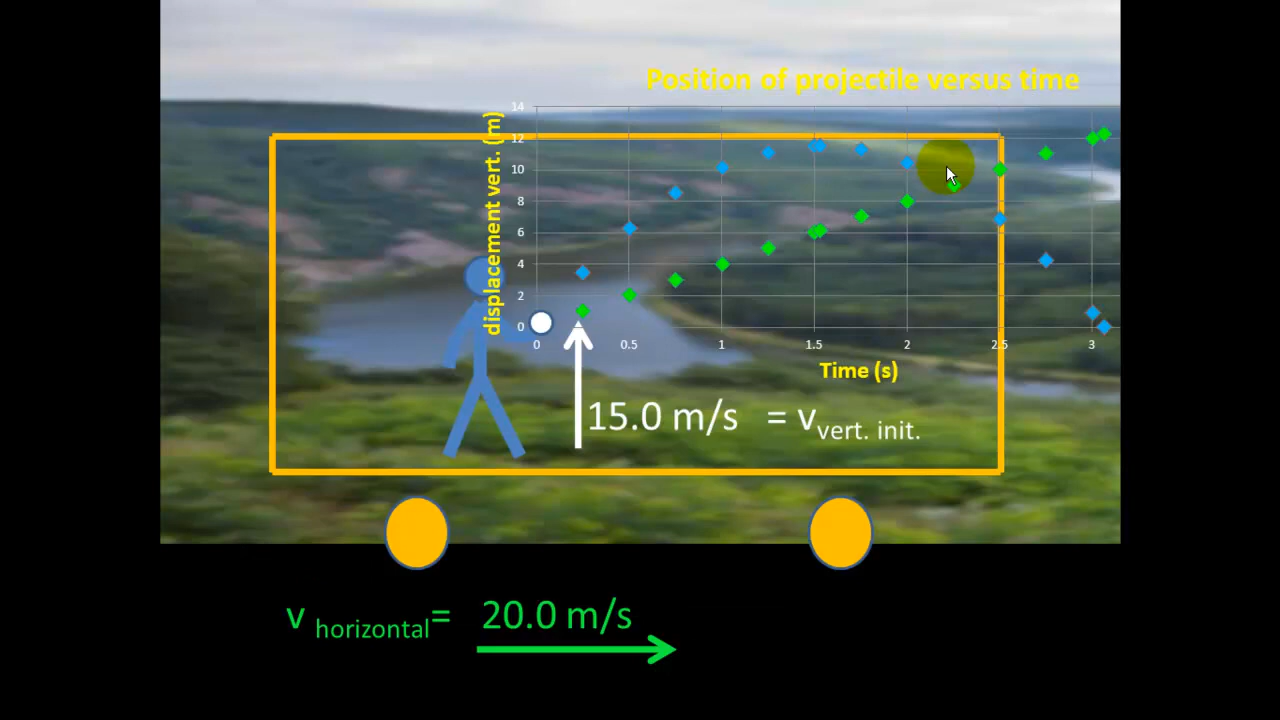 Position of projectile versus time
displacement vert. (m)
14
12
10
8
6
4
2
0
0 0.5 1 1.5 2 2.5 3
Time (s)
15.0 m/s = v vert. init.
v horizontal = 20.0 m/s